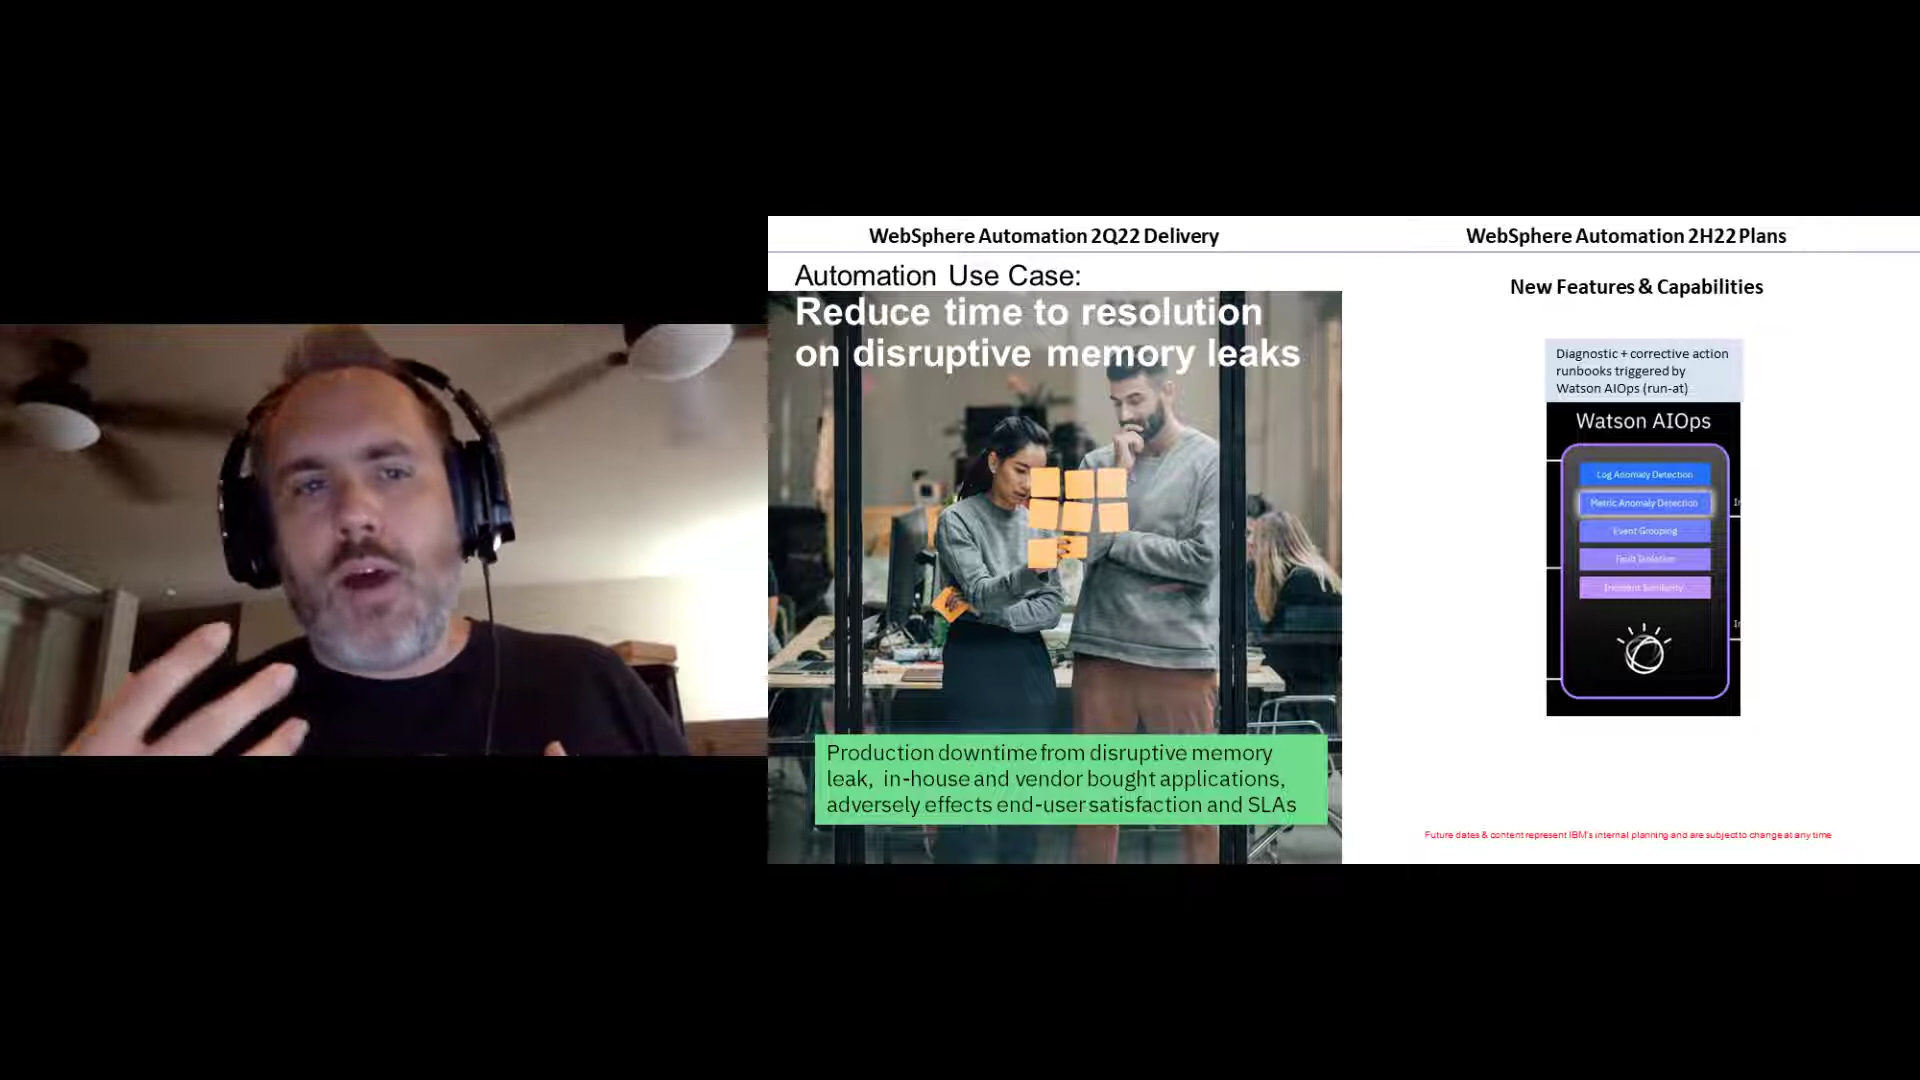 WebSphere Automation 2Q22 Delivery
WebSphere Automation 2H22 Plans
Automation Use Case:
Reduce time to resolution
on disruptive memory leaks
Production downtime from disruptive memory
leak, in-house and vendor bought applications,
adversely effects end-user satisfaction and SLAs
New Features & Capabilities
Diagnostic + corrective action
runbooks triggered by
Watson AIOps (run-at)
Watson AIOps
Log Anomaly Detection
Metric Anomaly Detection
Event Grouping
Fault Isolation
Incident Similarity
Future dates & content represent IBM's internal planning and are subject to change at any time